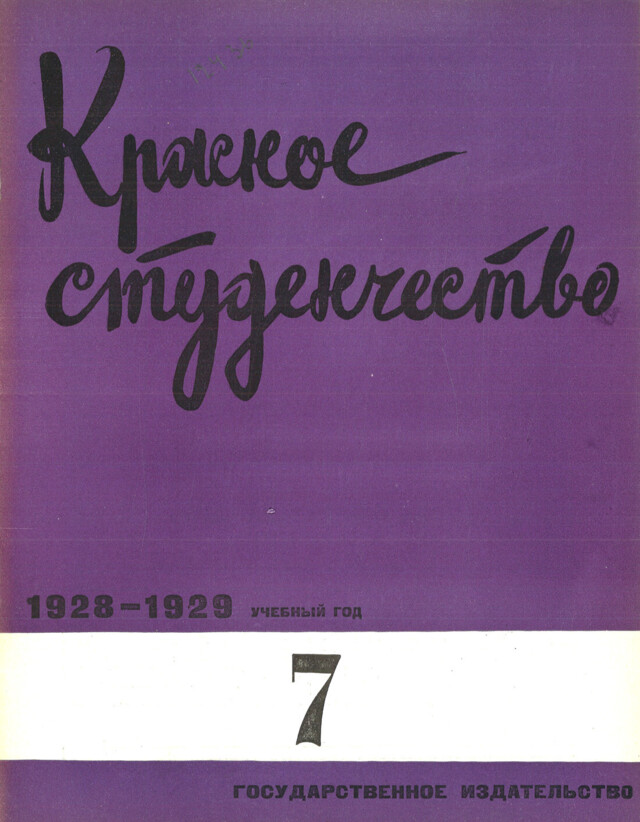 Красное
студенчество
1928–1929 УЧЕБНЫЙ ГОД
7
ГОСУДАРСТВЕННОЕ ИЗДАТЕЛЬСТВО